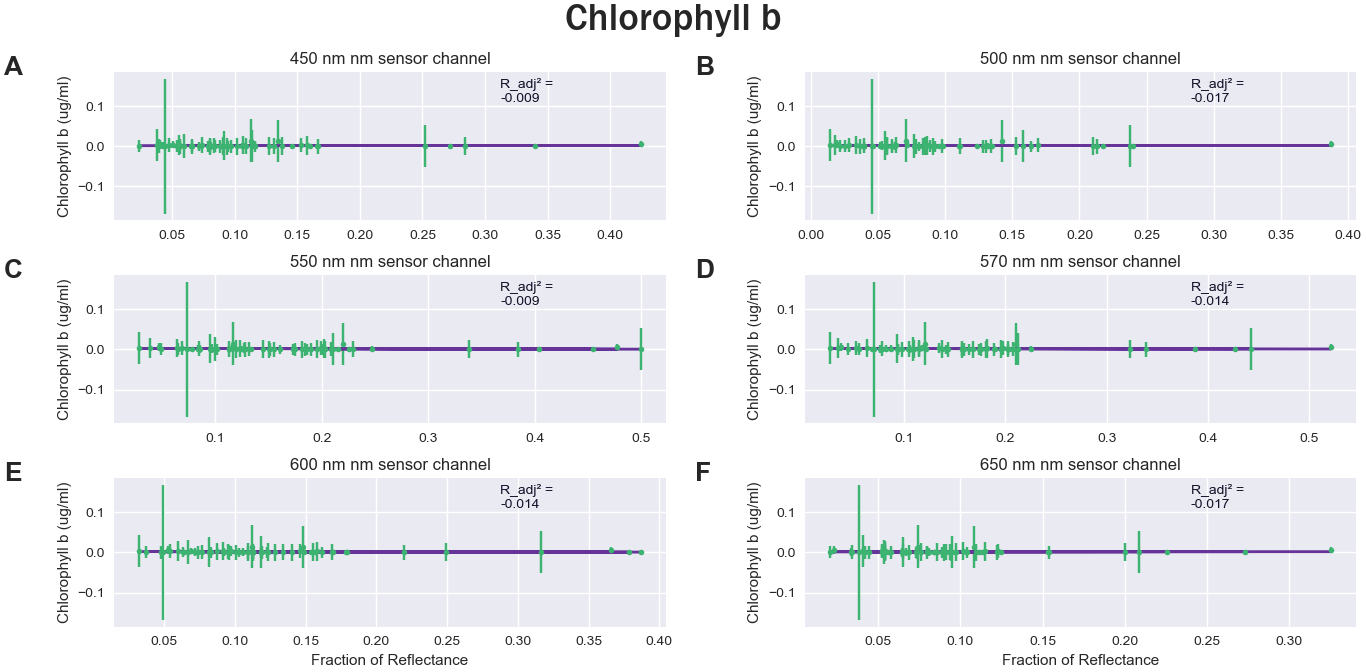 Chlorophyll b
A
450 nm nm sensor channel
Chlorophyll b (ug/ml)
0.1
0.0
−0.1
R_adj² =
-0.009
0.05 0.10 0.15 0.20 0.25 0.30 0.35 0.40
B
500 nm nm sensor channel
Chlorophyll b (ug/ml)
0.1
0.0
−0.1
R_adj² =
-0.017
0.00 0.05 0.10 0.15 0.20 0.25 0.30 0.35 0.40
C
550 nm nm sensor channel
Chlorophyll b (ug/ml)
0.1
0.0
−0.1
R_adj² =
-0.009
0.1 0.2 0.3 0.4 0.5
D
570 nm nm sensor channel
Chlorophyll b (ug/ml)
0.1
0.0
−0.1
R_adj² =
-0.014
0.1 0.2 0.3 0.4 0.5
E
600 nm nm sensor channel
Chlorophyll b (ug/ml)
0.1
0.0
−0.1
R_adj² =
-0.014
0.05 0.10 0.15 0.20 0.25 0.30 0.35 0.40
Fraction of Reflectance
F
650 nm nm sensor channel
Chlorophyll b (ug/ml)
0.1
0.0
−0.1
R_adj² =
-0.017
0.05 0.10 0.15 0.20 0.25 0.30
Fraction of Reflectance